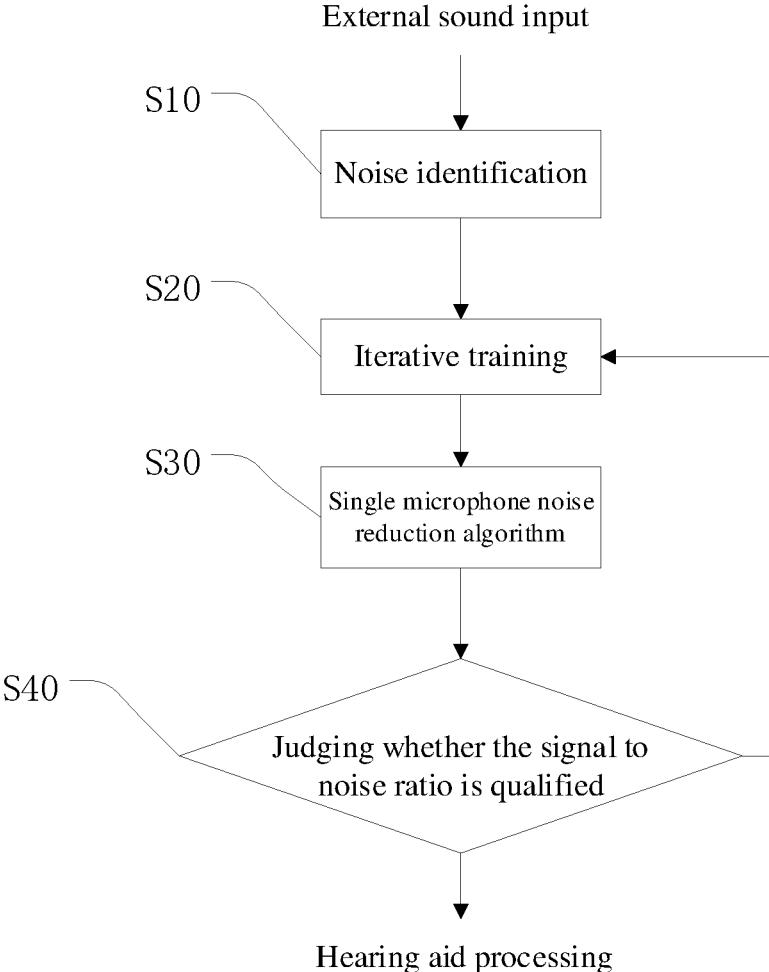 External sound input
S10
Noise identification
S20
Iterative training
S30
Single microphone noise
reduction algorithm
S40
Judging whether the signal to
noise ratio is qualified
Hearing aid processing